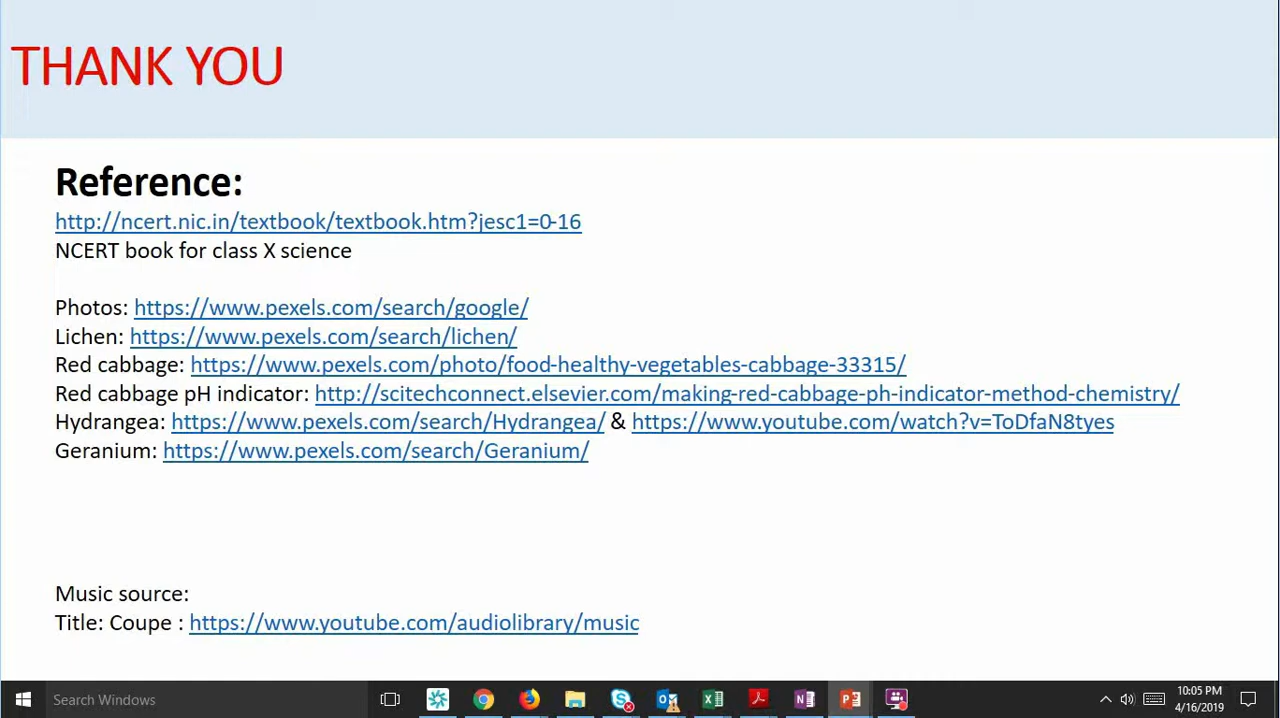 THANK YOU
Reference:
http://ncert.nic.in/textbook/textbook.htm?jesc1=0-16
NCERT book for class X science
Photos: https://www.pexels.com/search/google/
Lichen: https://www.pexels.com/search/lichen/
Red cabbage: https://www.pexels.com/photo/food-healthy-vegetables-cabbage-33315/
Red cabbage pH indicator: http://scitechconnect.elsevier.com/making-red-cabbage-ph-indicator-method-chemistry/
Hydrangea: https://www.pexels.com/search/Hydrangea/ & https://www.youtube.com/watch?v=ToDfaN8tyes
Geranium: https://www.pexels.com/search/Geranium/
Music source:
Title: Coupe : https://www.youtube.com/audiolibrary/music
Search Windows
10:05 PM
4/16/2019